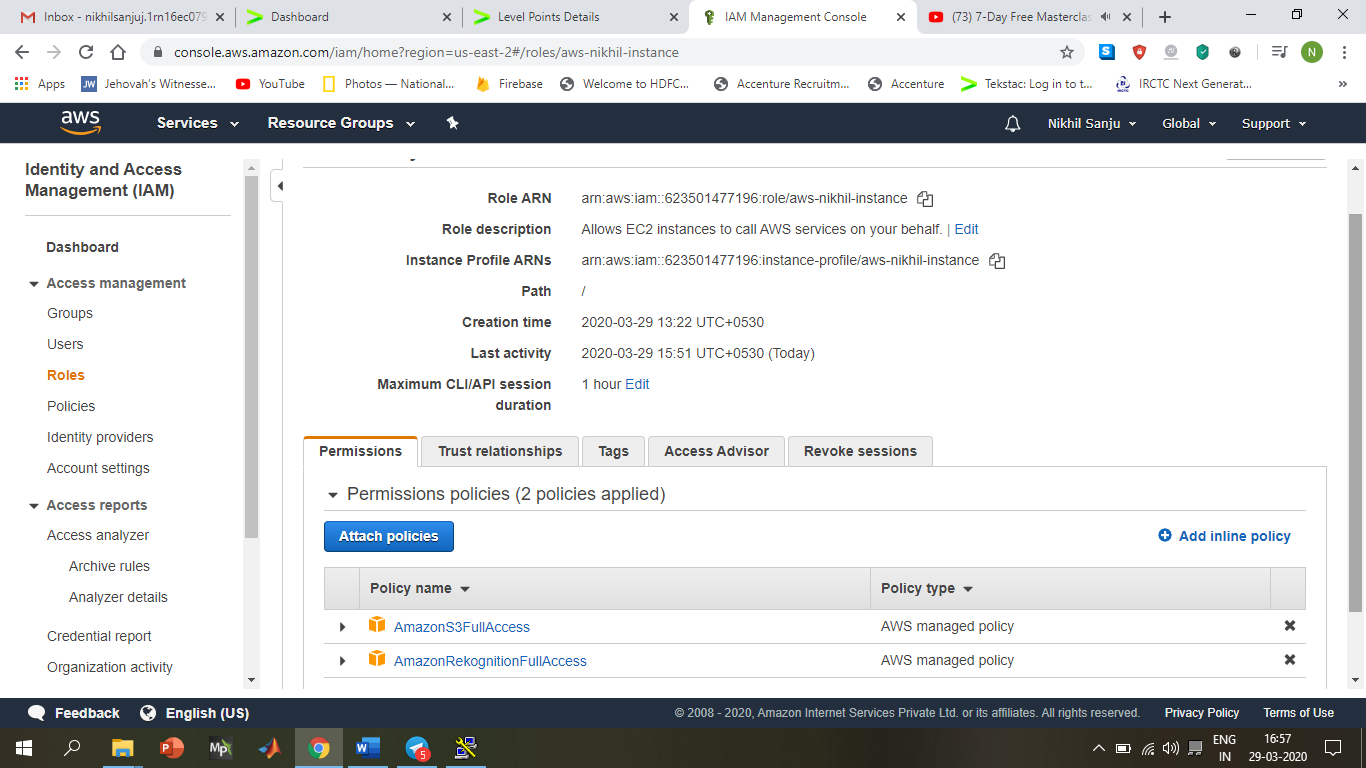 Inbox - nikhilsanjuj.1rn16ec079
Dashboard
Level Points Details
IAM Management Console
(73) 7-Day Free Masterclas
console.aws.amazon.com/iam/home?region=us-east-2#/roles/aws-nikhil-instance
N
Apps
JW
Jehovah's Witnesse...
YouTube
Photos — National...
Firebase
Welcome to HDFC...
Accenture Recruitm...
Accenture
Tekstac: Log in to t...
IRCTC Next Generat...
»
aws
Services
Resource Groups
Nikhil Sanju
Global
Support
Identity and Access
Management (IAM)
Dashboard
Access management
Groups
Users
Roles
Policies
Identity providers
Account settings
Access reports
Access analyzer
Archive rules
Analyzer details
Credential report
Organization activity
Role ARN arn:aws:iam::623501477196:role/aws-nikhil-instance
Role description Allows EC2 instances to call AWS services on your behalf. | Edit
Instance Profile ARNs arn:aws:iam::623501477196:instance-profile/aws-nikhil-instance
Path /
Creation time 2020-03-29 13:22 UTC+0530
Last activity 2020-03-29 15:51 UTC+0530 (Today)
Maximum CLI/API session 1 hour Edit
duration
Permissions
Trust relationships
Tags
Access Advisor
Revoke sessions
Permissions policies (2 policies applied)
Attach policies
Add inline policy
Policy name Policy type
AmazonS3FullAccess AWS managed policy
AmazonRekognitionFullAccess AWS managed policy
Feedback
English (US)
© 2008 - 2020, Amazon Internet Services Private Ltd. or its affiliates. All rights reserved.
Privacy Policy
Terms of Use
Mp
5
ENG
IN
16:57
29-03-2020